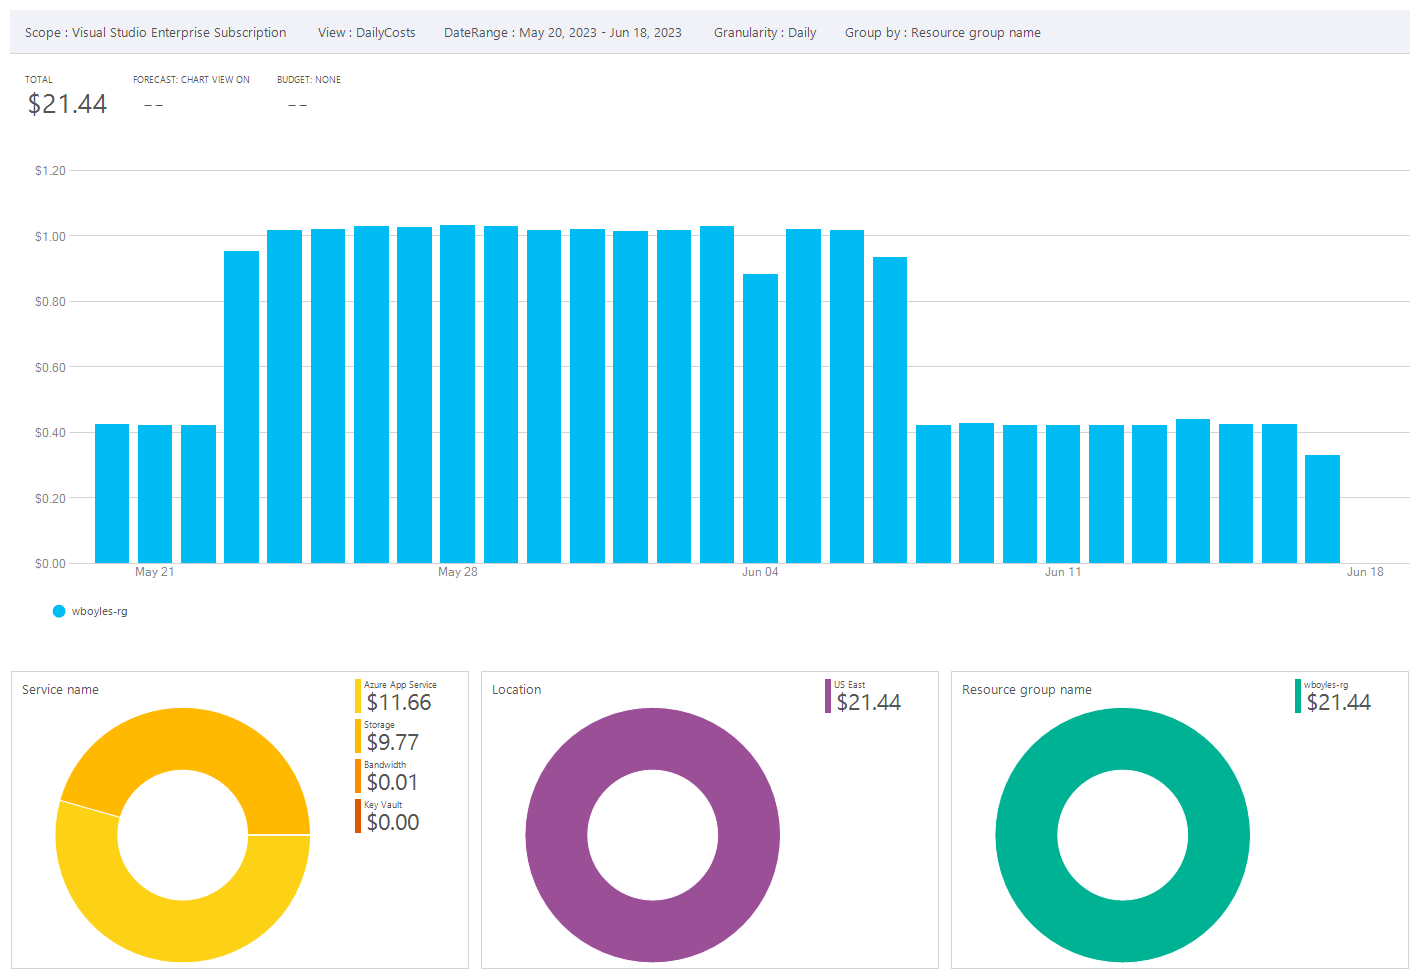 Scope : Visual Studio Enterprise Subscription View : DailyCosts DateRange : May 20, 2023 - Jun 18, 2023 Granularity : Daily Group by : Resource group name
TOTAL FORECAST: CHART VIEW ON BUDGET: NONE
$21.44 -- --
$1.20
$1.00
$0.80
$0.60
$0.40
$0.20
$0.00
May 21 May 28 Jun 04 Jun 11 Jun 18
wboyles-rg
Service name
Azure App Service
$11.66
Storage
$9.77
Bandwidth
$0.01
Key Vault
$0.00
Location
US East
$21.44
Resource group name
wboyles-rg
$21.44